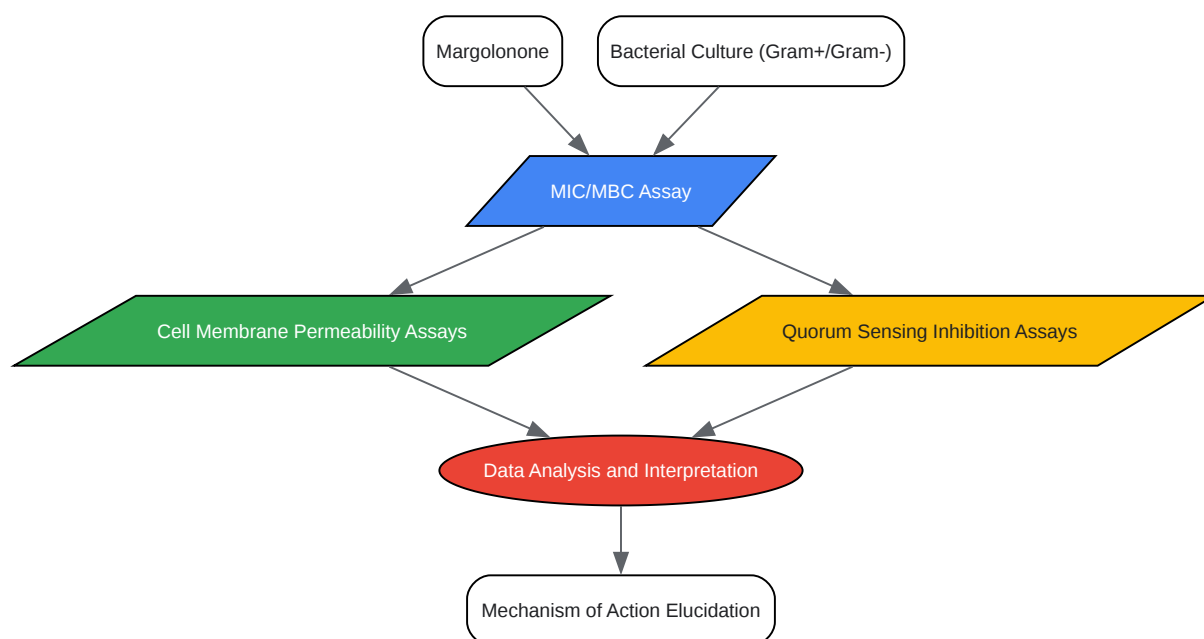 Margolonone
Bacterial Culture (Gram+/Gram-)
MIC/MBC Assay
Cell Membrane Permeability Assays
Quorum Sensing Inhibition Assays
Data Analysis and Interpretation
Mechanism of Action Elucidation